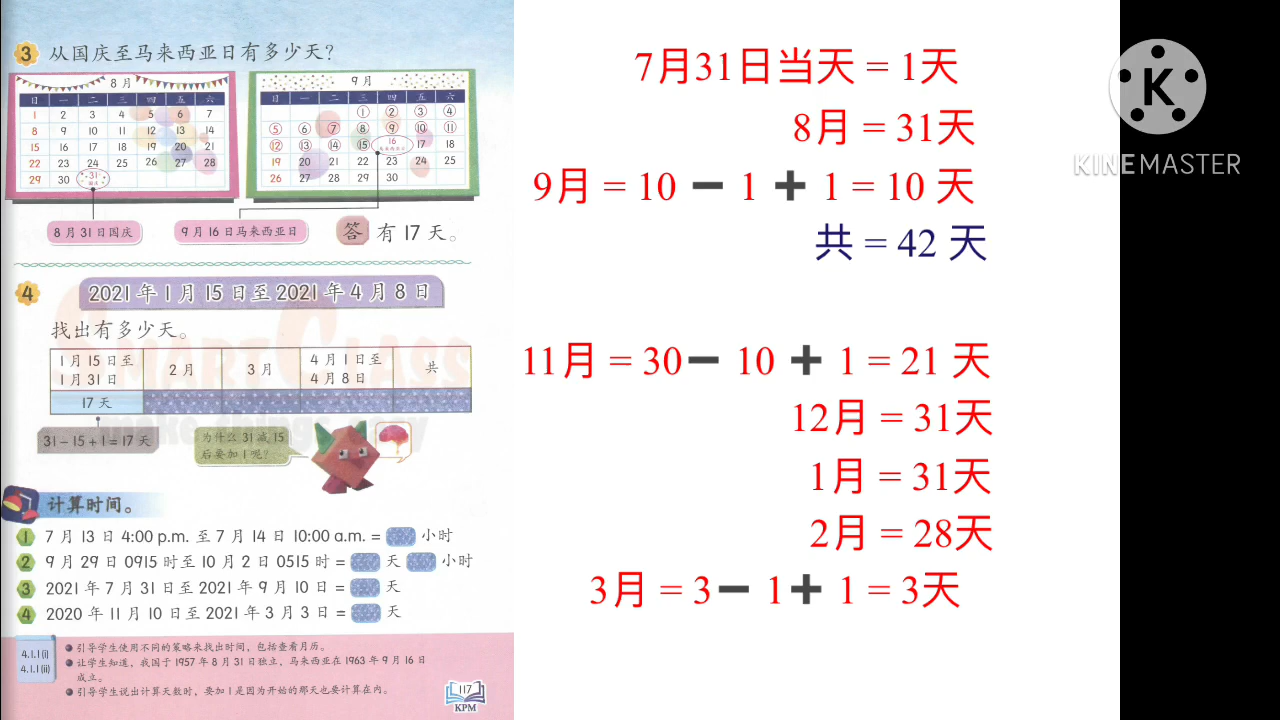 3 从国庆至马来西亚日有多少天?
8月
日 一 二 三 四 五 六
1 2 3 4 5 6 7
8 9 10 11 12 13 14
15 16 17 18 19 20 21
22 23 24 25 26 27 28
29 30 31
国庆
9月
日 一 二 三 四 五 六
1 2 3 4
5 6 7 8 9 10 11
12 13 14 15 16 17 18
马来西亚日
19 20 21 22 23 24 25
26 27 28 29 30
8月31日国庆
9月16日马来西亚日
答 有17天。
4 2021年1月15日至2021年4月8日
找出有多少天。
1月15日至1月31日 2月 3月 4月1日至4月8日 共
17天
31 – 15 + 1 = 17 天
为什么31减15
后要加1呢?
计算时间。
1 7月13日4:00 p.m. 至7月14日10:00 a.m. = 小时
2 9月29日0915时至10月2日0515时 = 天 小时
3 2021年7月31日至2021年9月10日 = 天
4 2020年11月10日至2021年3月3日 = 天
4.1.1 (i)
4.1.1 (ii)
● 引导学生使用不同的策略来找出时间,包括查看月历。
● 让学生知道,我国于1957年8月31日独立,马来西亚在1963年9月16日
成立。
● 引导学生说出计算天数时,要加1是因为开始的那天也要计算在内。
117
KPM
SMART CLASS
7月31日当天 = 1天
8月 = 31天
9月 = 10 − 1 + 1 = 10 天
共 = 42 天
11月 = 30 − 10 + 1 = 21 天
12月 = 31天
1月 = 31天
2月 = 28天
3月 = 3 − 1 + 1 = 3天
K
KINEMASTER